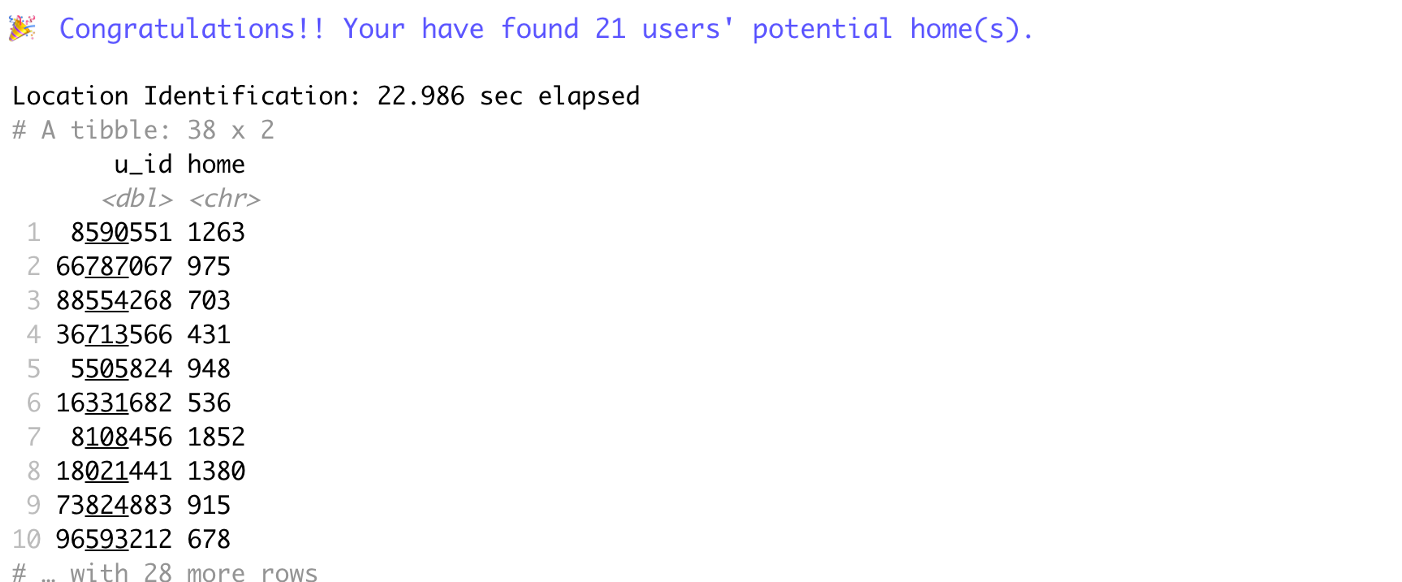 🎉 Congratulations!! Your have found 21 users' potential home(s).
Location Identification: 22.986 sec elapsed
# A tibble: 38 x 2
u_id home
<dbl> <chr>
1 8590551 1263
2 66787067 975
3 88554268 703
4 36713566 431
5 5505824 948
6 16331682 536
7 8108456 1852
8 18021441 1380
9 73824883 915
10 96593212 678
# … with 28 more rows